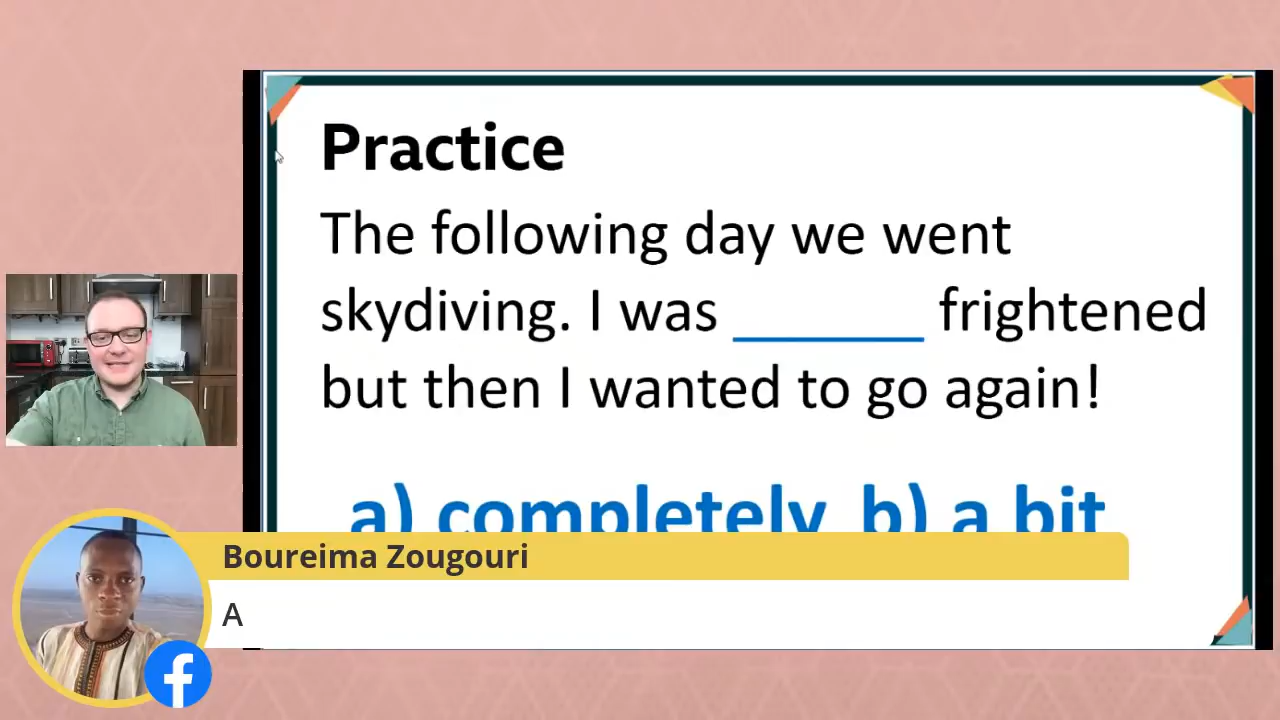 Practice
The following day we went
skydiving. I was ________ frightened
but then I wanted to go again!
a) completely b) a bit
Boureima Zougouri
A